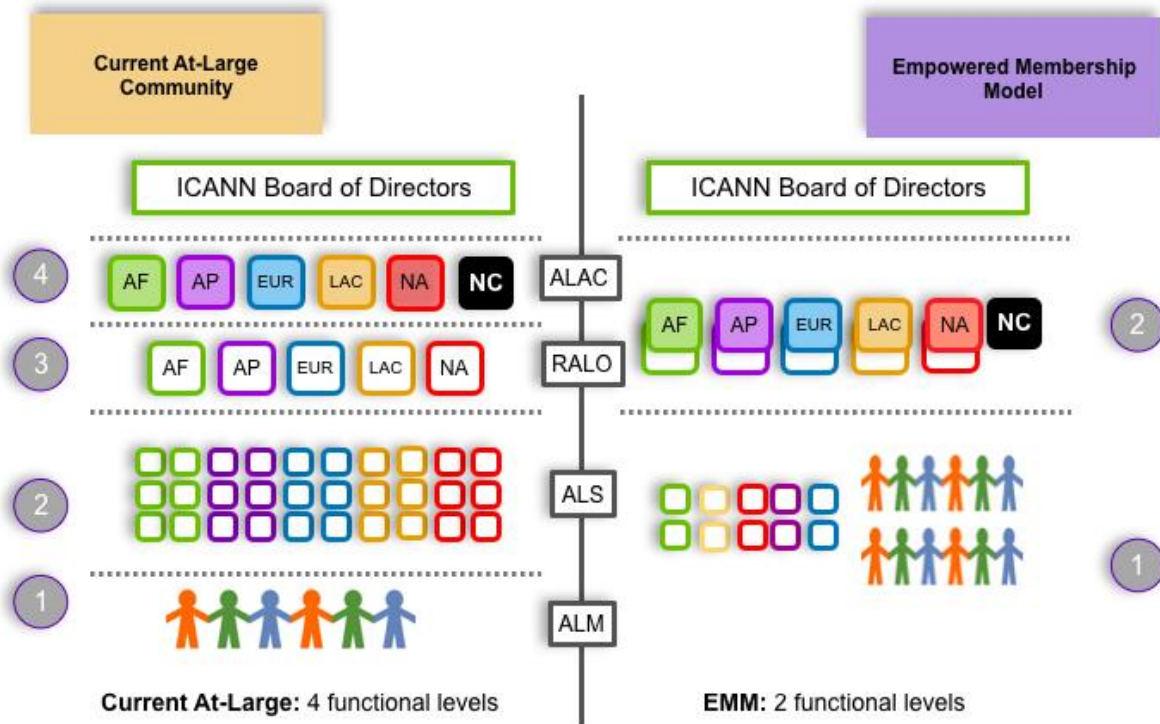 Current At-Large
Community
Empowered Membership
Model
ICANN Board of Directors
ICANN Board of Directors
4
AF
AP
EUR
LAC
NA
NC
ALAC
AF
AP
EUR
LAC
NA
NC
2
3
AF
AP
EUR
LAC
NA
RALO
2
ALS
1
1
ALM
Current At-Large: 4 functional levels
EMM: 2 functional levels